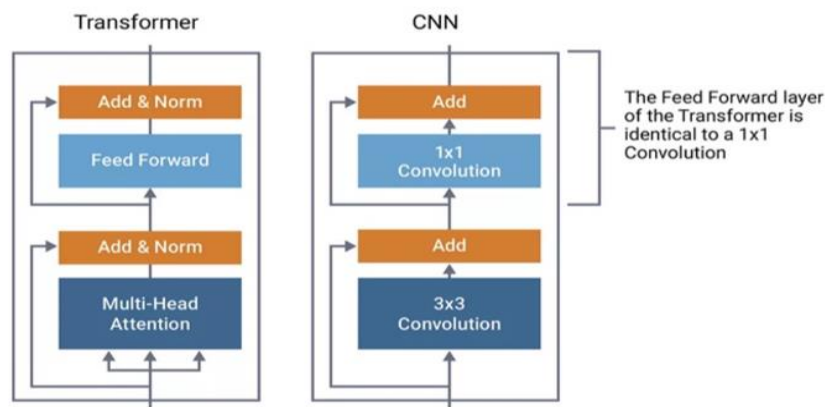 Transformer
Add & Norm
Feed Forward
Add & Norm
Multi-Head
Attention
CNN
Add
1x1
Convolution
Add
3x3
Convolution
The Feed Forward layer
of the Transformer is
identical to a 1x1
Convolution